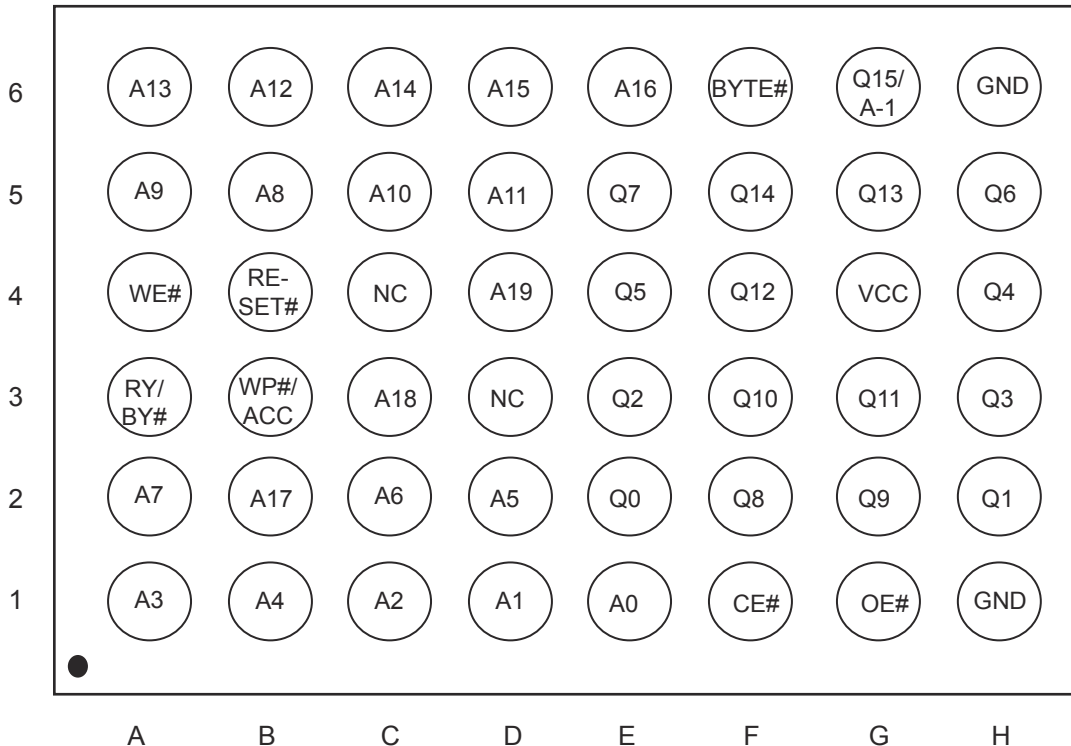 6 A13 A12 A14 A15 A16 BYTE# Q15/ A-1 GND
5 A9 A8 A10 A11 Q7 Q14 Q13 Q6
4 WE# RE- SET# NC A19 Q5 Q12 VCC Q4
3 RY/ BY# WP#/ ACC A18 NC Q2 Q10 Q11 Q3
2 A7 A17 A6 A5 Q0 Q8 Q9 Q1
1 A3 A4 A2 A1 A0 CE# OE# GND
A B C D E F G H